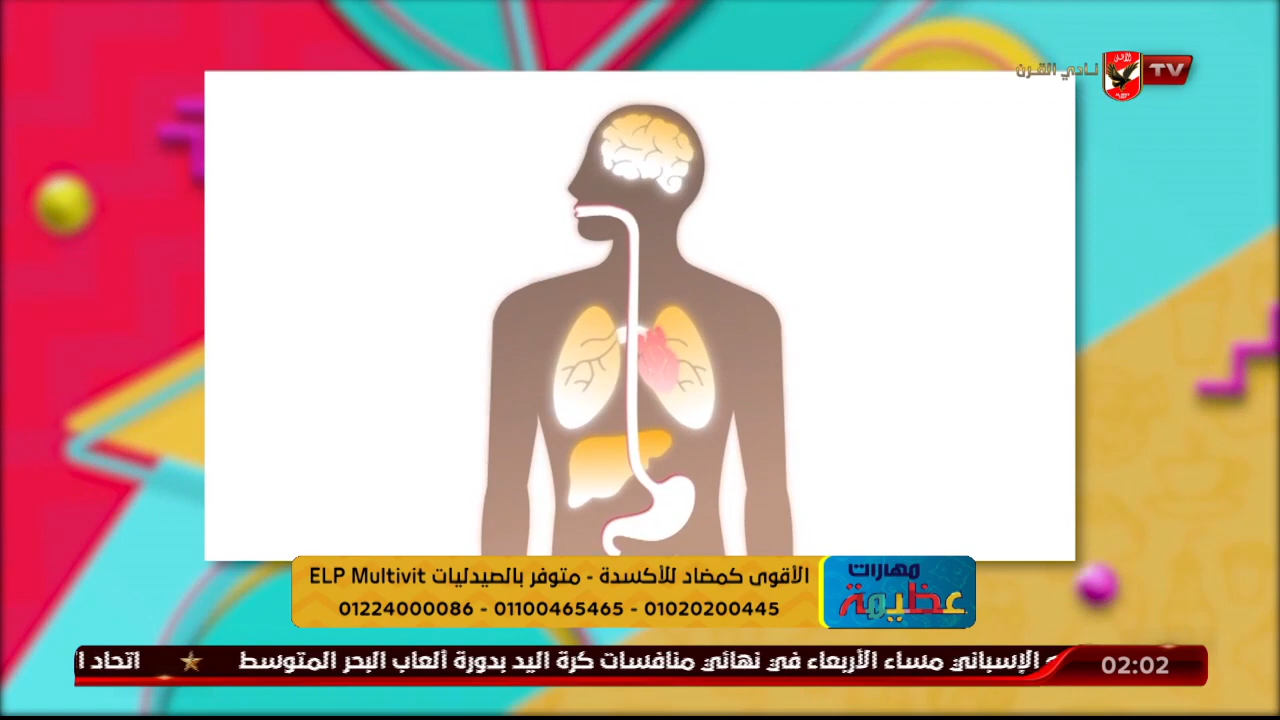 نادي القرن
TV
الأقوى كمضاد للأكسدة - متوفر بالصيدليات ELP Multivit
01224000086 - 01100465465 - 01020200445
مهارات
عظيمة
الإسباني مساء الأربعاء في نهائي منافسات كرة اليد بدورة ألعاب البحر المتوسط ★ اتحاد ا
02:02